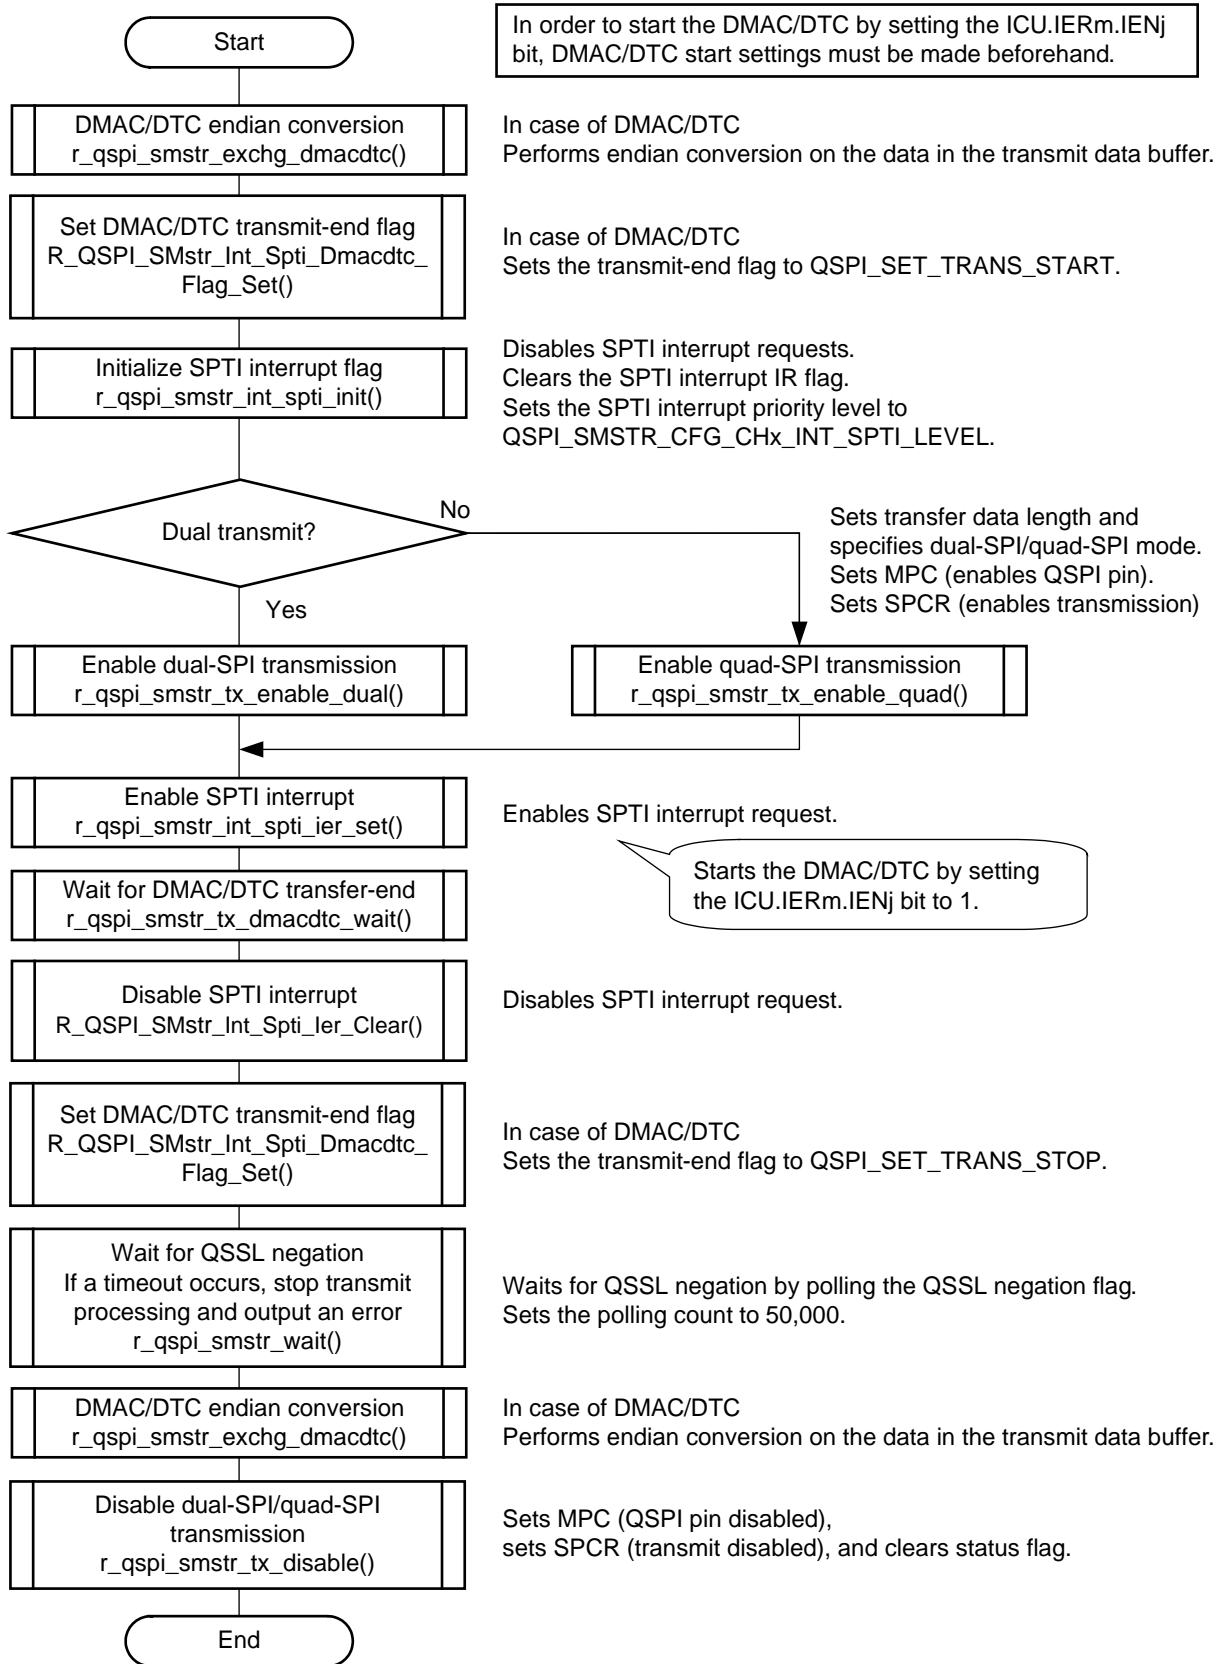 Start
In order to start the DMAC/DTC by setting the ICU.IERm.IENj
bit, DMAC/DTC start settings must be made beforehand.
DMAC/DTC endian conversion
r_qspi_smstr_exchg_dmacdtc()
In case of DMAC/DTC
Performs endian conversion on the data in the transmit data buffer.
Set DMAC/DTC transmit-end flag
R_QSPI_SMstr_Int_Spti_Dmacdtc_
Flag_Set()
In case of DMAC/DTC
Sets the transmit-end flag to QSPI_SET_TRANS_START.
Initialize SPTI interrupt flag
r_qspi_smstr_int_spti_init()
Disables SPTI interrupt requests.
Clears the SPTI interrupt IR flag.
Sets the SPTI interrupt priority level to
QSPI_SMSTR_CFG_CHx_INT_SPTI_LEVEL.
Dual transmit?
No
Yes
Sets transfer data length and
specifies dual-SPI/quad-SPI mode.
Sets MPC (enables QSPI pin).
Sets SPCR (enables transmission)
Enable dual-SPI transmission
r_qspi_smstr_tx_enable_dual()
Enable quad-SPI transmission
r_qspi_smstr_tx_enable_quad()
Enable SPTI interrupt
r_qspi_smstr_int_spti_ier_set()
Enables SPTI interrupt request.
Starts the DMAC/DTC by setting
the ICU.IERm.IENj bit to 1.
Wait for DMAC/DTC transfer-end
r_qspi_smstr_tx_dmacdtc_wait()
Disable SPTI interrupt
R_QSPI_SMstr_Int_Spti_Ier_Clear()
Disables SPTI interrupt request.
Set DMAC/DTC transmit-end flag
R_QSPI_SMstr_Int_Spti_Dmacdtc_
Flag_Set()
In case of DMAC/DTC
Sets the transmit-end flag to QSPI_SET_TRANS_STOP.
Wait for QSSL negation
If a timeout occurs, stop transmit
processing and output an error
r_qspi_smstr_wait()
Waits for QSSL negation by polling the QSSL negation flag.
Sets the polling count to 50,000.
DMAC/DTC endian conversion
r_qspi_smstr_exchg_dmacdtc()
In case of DMAC/DTC
Performs endian conversion on the data in the transmit data buffer.
Disable dual-SPI/quad-SPI
transmission
r_qspi_smstr_tx_disable()
Sets MPC (QSPI pin disabled),
sets SPCR (transmit disabled), and clears status flag.
End